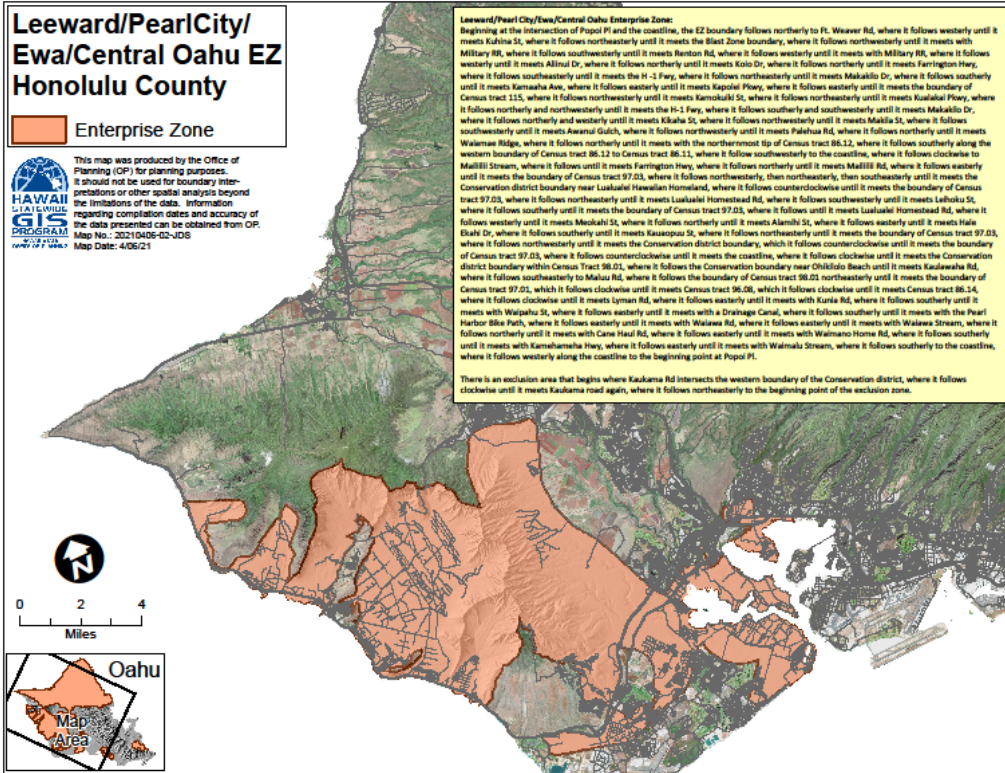 Leeward/PearlCity/
Ewa/Central Oahu EZ
Honolulu County
Enterprise Zone
This map was produced by the Office of
Planning (OP) for planning purposes.
It should not be used for boundary inter-
pretations or other spatial analysis beyond
the limitations of the data. Information
regarding compilation dates and accuracy of
the data presented can be obtained from OP.
Map No.: 20210406-02-JDS
Map Date: 4/06/21
HAWAII
STATEWIDE
GIS
PROGRAM
Leeward/Pearl City/Ewa/Central Oahu Enterprise Zone:
Beginning at the intersection of Popoi Pl and the coastline, the EZ boundary follows northerly to Ft. Weaver Rd, where it follows westerly until it
meets Kuhina St, where it follows northeasterly until it meets the Blast Zone boundary, where it follows northwesterly until it meets with
Military RR, where it follows southwesterly until it meets Renton Rd, where it follows westerly until it meets with Military RR, where it follows
westerly until it meets Aliinui Dr, where it follows northerly until it meets Koio Dr, where it follows northerly until it meets Farrington Hwy,
where it follows southeasterly until it meets the H -1 Fwy, where it follows northeasterly until it meets Makakilo Dr, where it follows southerly
until it meets Kamaaha Ave, where it follows easterly until it meets Kapolei Pkwy, where it follows easterly until it meets the boundary of
Census tract 115, where it follows northwesterly until it meets Kamokulki St, where it follows northeasterly until it meets Kualakai Pkwy, where
it follows northerly and northwesterly until it meets the H-1 Fwy, where it follows southerly and southwesterly until it meets Makakilo Dr,
where it follows northerly and westerly until it meets Kikaha St, where it follows northwesterly until it meets Makila St, where it follows
southwesterly until it meets Awanui Gulch, where it follows northwesterly until it meets Palehua Rd, where it follows northerly until it meets
Waiamae Ridge, where it follows northerly until it meets with the northernmost tip of Census tract 86.12, where it follows southerly along the
western boundary of Census tract 86.12 to Census tract 86.11, where it follow southwesterly to the coastline, where it follows clockwise to
Mailiilii Stream, where it follows until it meets Farrington Hwy, where it follows northerly until it meets Mailiilii Rd, where it follows easterly
until it meets the boundary of Census tract 97.03, where it follows northwesterly, then northeasterly, then southeasterly until it meets the
Conservation district boundary near Lualualei Hawaiian Homeland, where it follows counterclockwise until it meets the boundary of Census
tract 97.03, where it follows northeasterly until it meets Lualualei Homestead Rd, where it follows southwesterly until it meets Leihoku St,
where it follows southerly until it meets the boundary of Census tract 97.03, where it follows until it meets Lualualei Homestead Rd, where it
follows westerly until it meets Meokahi St, where it follows northerly until it meets Alamihi St, where it follows easterly until it meets Hale
Ekahi Dr, where it follows southerly until it meets Kauaopuu St, where it follows northeasterly until it meets the boundary of Census tract 97.03,
where it follows northwesterly until it meets the Conservation district boundary, which it follows counterclockwise until it meets the boundary
of Census tract 97.03, where it follows counterclockwise until it meets the coastline, where it follows clockwise until it meets the Conservation
district boundary within Census Tract 98.01, where it follows the Conservation boundary near Ohikilolo Beach until it meets Kaulawaha Rd,
where it follows southeasterly to Maluu Rd, where it follows the boundary of Census tract 98.01 northeasterly until it meets the boundary of
Census tract 97.01, which it follows clockwise until it meets Census tract 96.08, which it follows clockwise until it meets Census tract 86.14,
where it follows clockwise until it meets Lyman Rd, where it follows easterly until it meets with Kunia Rd, where it follows southerly until it
meets with Waipahu St, where it follows easterly until it meets with a Drainage Canal, where it follows southerly until it meets with the Pearl
Harbor Bike Path, where it follows easterly until it meets with Waiawa Rd, where it follows easterly until it meets with Waiawa Stream, where it
follows northerly until it meets with Cane Haul Rd, where it follows easterly until it meets with Waimano Home Rd, where it follows southerly
until it meets with Kamehameha Hwy, where it follows easterly until it meets with Waimalu Stream, where it follows southerly to the coastline,
where it follows westerly along the coastline to the beginning point at Popoi Pl.
There is an exclusion area that begins where Kaukama Rd intersects the western boundary of the Conservation district, where it follows
clockwise until it meets Kaukama road again, where it follows northeasterly to the beginning point of the exclusion zone.
N
0 2 4
Miles
Oahu
Map
Area